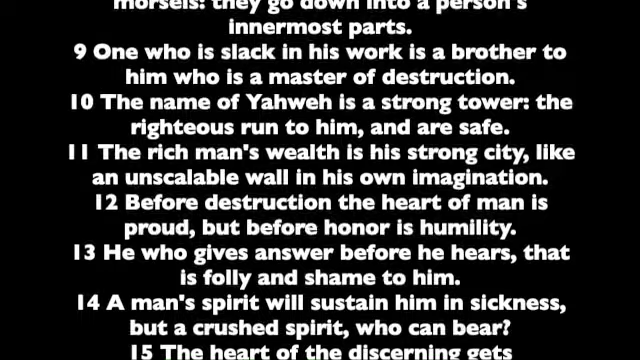 morsels: they go down into a person's
innermost parts.
9 One who is slack in his work is a brother to
him who is a master of destruction.
10 The name of Yahweh is a strong tower: the
righteous run to him, and are safe.
11 The rich man's wealth is his strong city, like
an unscalable wall in his own imagination.
12 Before destruction the heart of man is
proud, but before honor is humility.
13 He who gives answer before he hears, that
is folly and shame to him.
14 A man's spirit will sustain him in sickness,
but a crushed spirit, who can bear?
15 The heart of the discerning gets